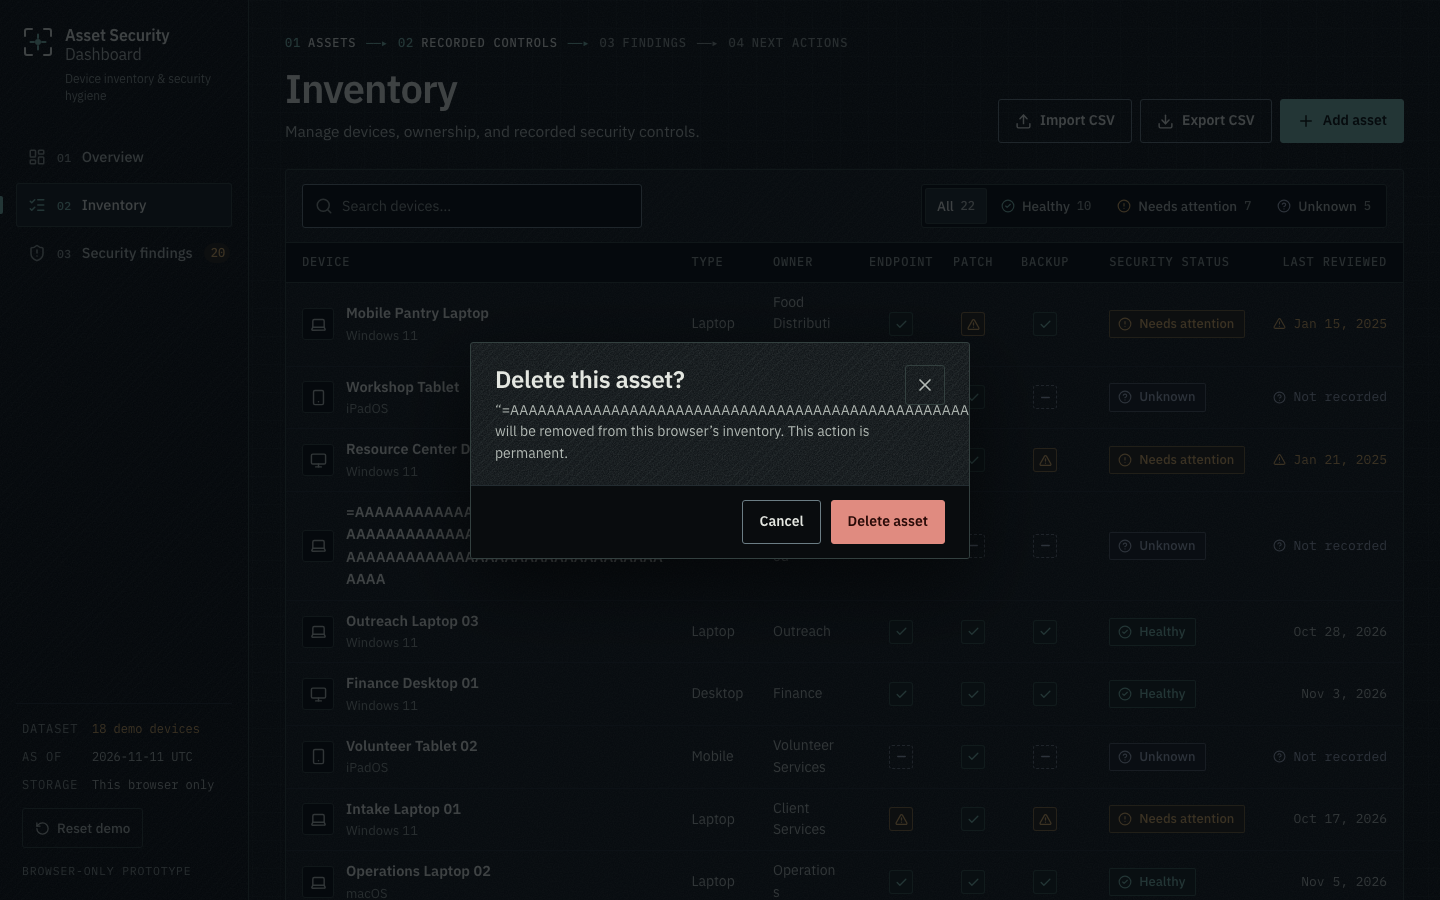 Asset Security
Dashboard
Device inventory & security
hygiene
01 Overview
02 Inventory
03 Security findings 20
DATASET 18 demo devices
AS OF 2026-11-11 UTC
STORAGE This browser only
Reset demo
BROWSER-ONLY PROTOTYPE
01 ASSETS → 02 RECORDED CONTROLS → 03 FINDINGS → 04 NEXT ACTIONS
Inventory
Manage devices, ownership, and recorded security controls.
Import CSV
Export CSV
Add asset
Search devices...
All 22
Healthy 10
Needs attention 7
Unknown 5
DEVICE TYPE OWNER ENDPOINT PATCH BACKUP SECURITY STATUS LAST REVIEWED
Mobile Pantry Laptop
Windows 11
Laptop
Food
Distributi
Needs attention
Jan 15, 2025
Workshop Tablet
iPadOS
Unknown
Not recorded
Resource Center D
Windows 11
Needs attention
Jan 21, 2025
AAAA
Unknown
Not recorded
Delete this asset?
will be removed from this browser’s inventory. This action is
permanent.
Cancel
Delete asset
Outreach Laptop 03
Windows 11
Laptop
Outreach
Healthy
Oct 28, 2026
Finance Desktop 01
Windows 11
Desktop
Finance
Healthy
Nov 3, 2026
Volunteer Tablet 02
iPadOS
Mobile
Volunteer
Services
Unknown
Not recorded
Intake Laptop 01
Windows 11
Laptop
Client
Services
Needs attention
Oct 17, 2026
Operations Laptop 02
macOS
Laptop
Operation
s
Healthy
Nov 5, 2026